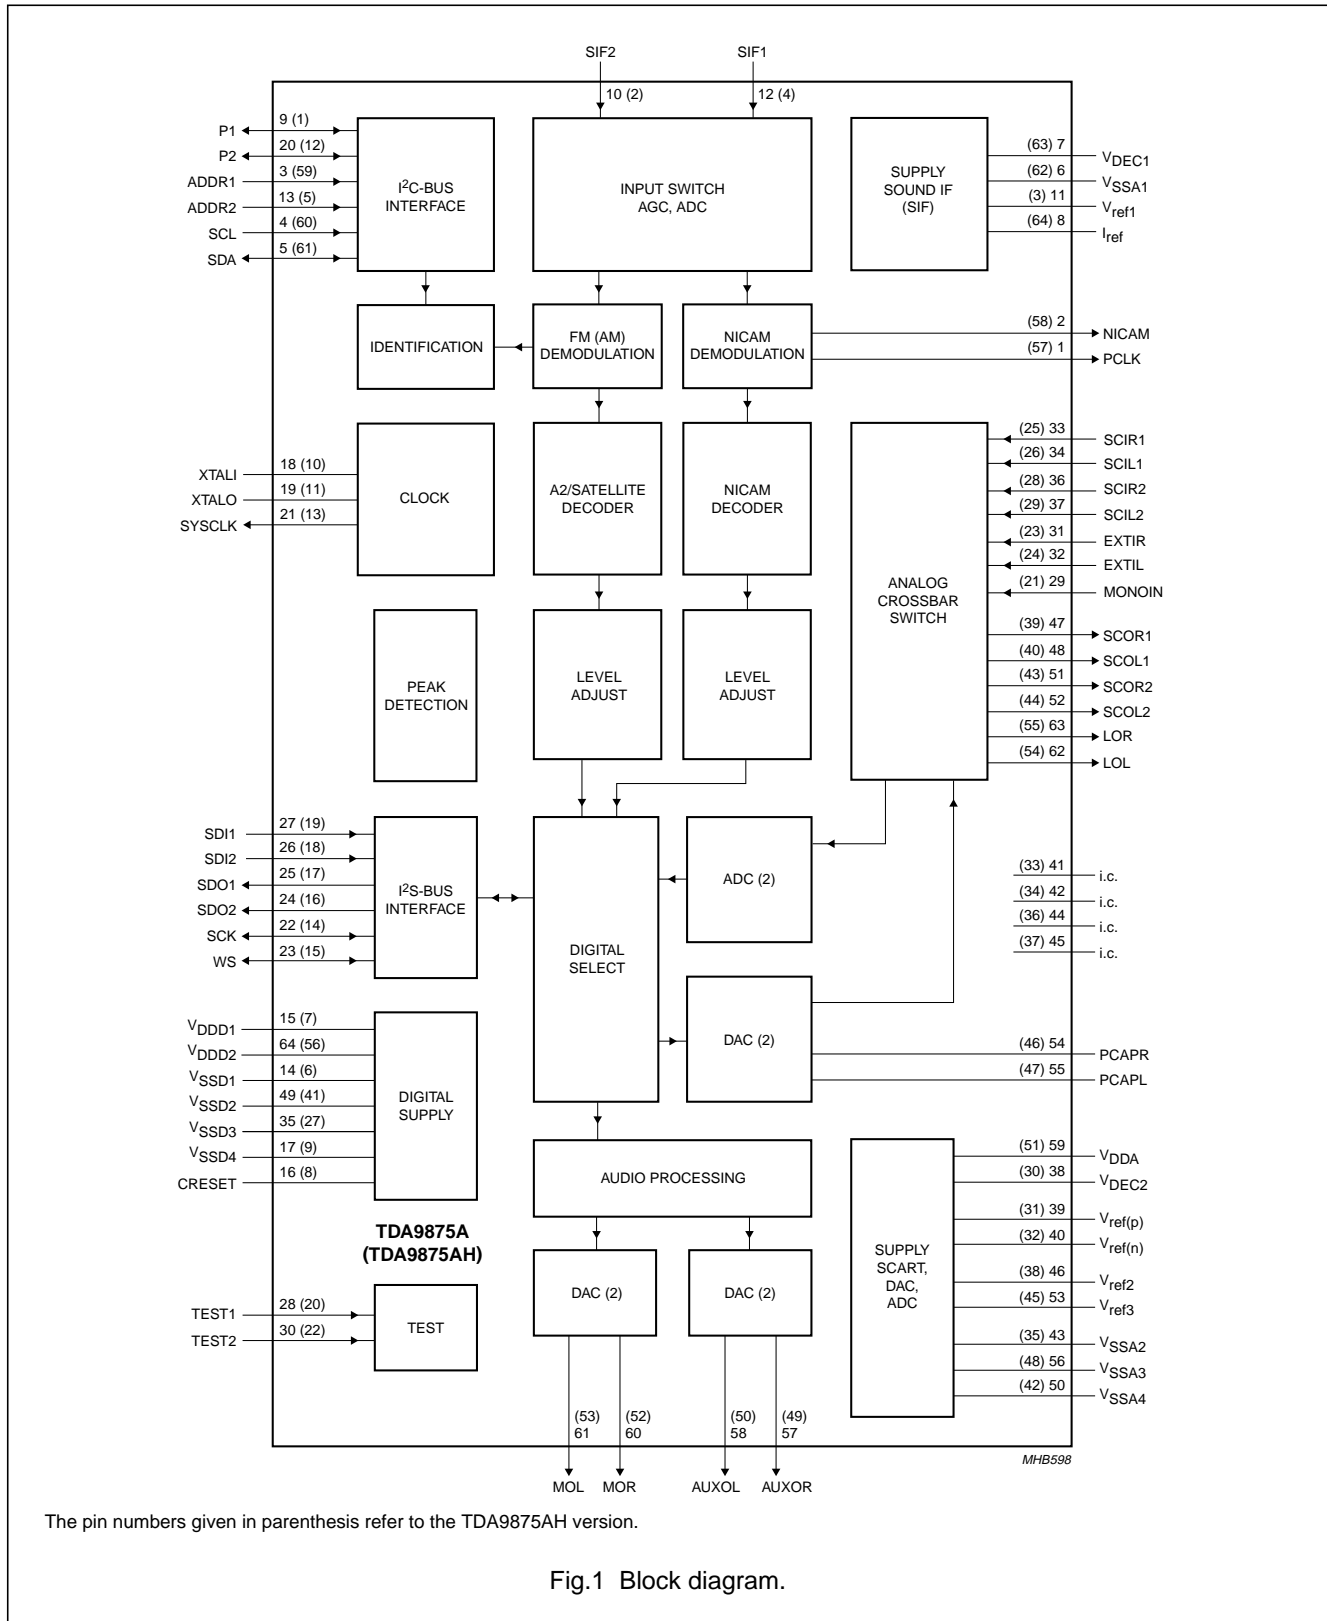 SIF2
SIF1
10 (2)
12 (4)
P1
9 (1)
P2
20 (12)
ADDR1
3 (59)
ADDR2
13 (5)
SCL
4 (60)
SDA
5 (61)
I2C-BUS
INTERFACE
INPUT SWITCH
AGC, ADC
SUPPLY
SOUND IF
(SIF)
(63) 7
VDEC1
(62) 6
VSSA1
(3) 11
Vref1
(64) 8
Iref
IDENTIFICATION
FM (AM)
DEMODULATION
NICAM
DEMODULATION
(58) 2
NICAM
(57) 1
PCLK
XTALI
18 (10)
XTALO
19 (11)
SYSCLK
21 (13)
CLOCK
A2/SATELLITE
DECODER
NICAM
DECODER
ANALOG
CROSSBAR
SWITCH
(25) 33
SCIR1
(26) 34
SCIL1
(28) 36
SCIR2
(29) 37
SCIL2
(23) 31
EXTIR
(24) 32
EXTIL
(21) 29
MONOIN
(39) 47
SCOR1
(40) 48
SCOL1
(43) 51
SCOR2
(44) 52
SCOL2
(55) 63
LOR
(54) 62
LOL
PEAK
DETECTION
LEVEL
ADJUST
LEVEL
ADJUST
SDI1
27 (19)
SDI2
26 (18)
SDO1
25 (17)
SDO2
24 (16)
SCK
22 (14)
WS
23 (15)
I2S-BUS
INTERFACE
DIGITAL
SELECT
ADC (2)
DAC (2)
(33) 41
i.c.
(34) 42
i.c.
(36) 44
i.c.
(37) 45
i.c.
(46) 54
PCAPR
(47) 55
PCAPL
VDDD1
15 (7)
VDDD2
64 (56)
VSSD1
14 (6)
VSSD2
49 (41)
VSSD3
35 (27)
VSSD4
17 (9)
CRESET
16 (8)
DIGITAL
SUPPLY
AUDIO PROCESSING
TDA9875A
(TDA9875AH)
DAC (2)
DAC (2)
SUPPLY
SCART,
DAC,
ADC
(51) 59
VDDA
(30) 38
VDEC2
(31) 39
Vref(p)
(32) 40
Vref(n)
(38) 46
Vref2
(45) 53
Vref3
(35) 43
VSSA2
(48) 56
VSSA3
(42) 50
VSSA4
TEST1
28 (20)
TEST2
30 (22)
TEST
(53)
61
(52)
60
(50)
58
(49)
57
MOL
MOR
AUXOL
AUXOR
MHB598
The pin numbers given in parenthesis refer to the TDA9875AH version.
Fig.1 Block diagram.